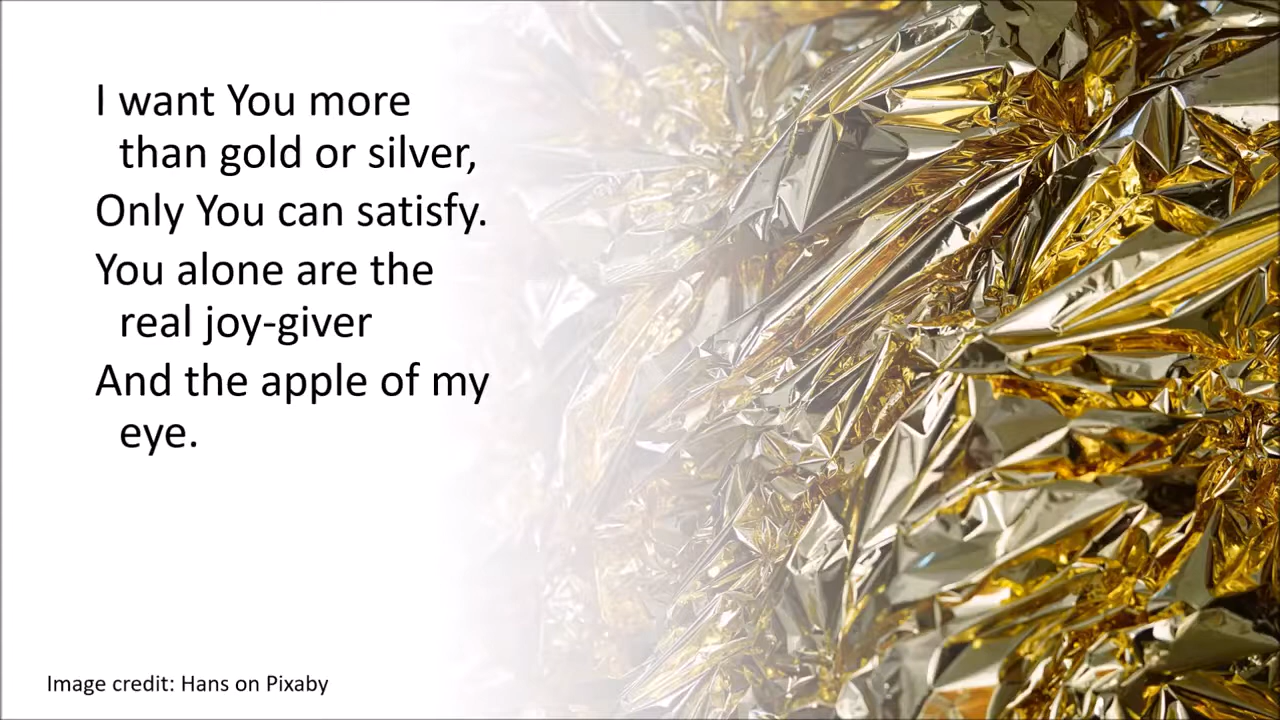 I want You more
than gold or silver,
Only You can satisfy.
You alone are the
real joy-giver
And the apple of my
eye.
Image credit: Hans on Pixaby